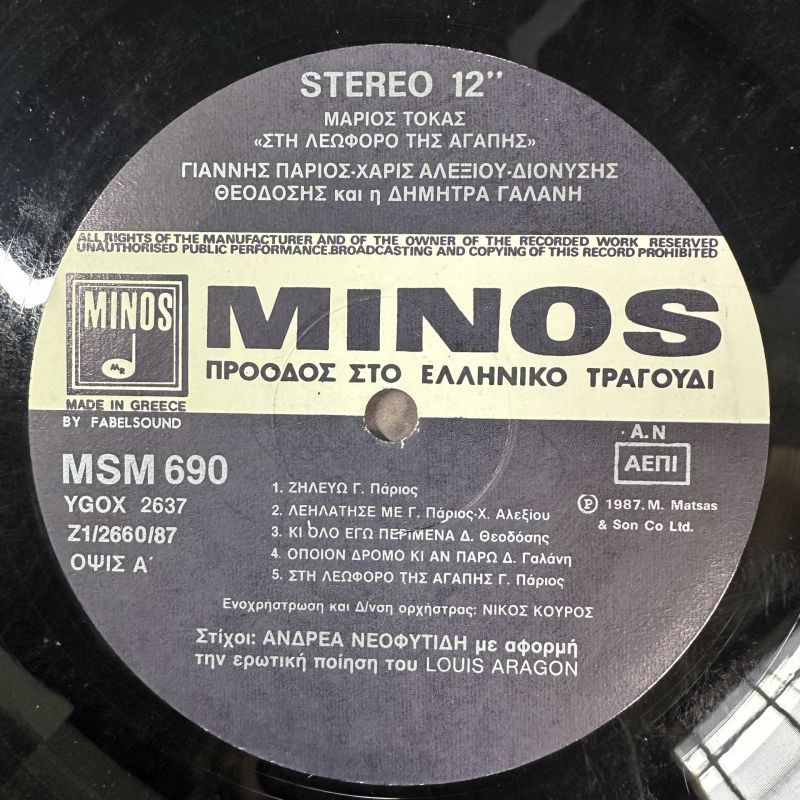 STEREO 12"
ΜΑΡΙΟΣ ΤΟΚΑΣ
«ΣΤΗ ΛΕΩΦΟΡΟ ΤΗΣ ΑΓΑΠΗΣ»
ΓΙΑΝΝΗΣ ΠΑΡΙΟΣ-ΧΑΡΙΣ ΑΛΕΞΙΟΥ-ΔΙΟΝΥΣΗΣ
ΘΕΟΔΟΣΗΣ και η ΔΗΜΗΤΡΑ ΓΑΛΑΝΗ
ALL RIGHTS OF THE MANUFACTURER AND OF THE OWNER OF THE RECORDED WORK RESERVED
UNAUTHORISED PUBLIC PERFORMANCE.BROADCASTING AND COPYING OF THIS RECORD PROHIBITED
MINOS
MR
MINOS
ΠΡΟΟΔΟΣ ΣΤΟ ΕΛΛΗΝΙΚΟ ΤΡΑΓΟΥΔΙ
MADE IN GREECE
BY FABELSOUND
A.N
ΑΕΠΙ
MSM 690
YGOX 2637
Z1/2660/87
ΟΨΙΣ Α΄
1. ΖΗΛΕΥΩ Γ. Πάριος
2. ΛΕΗΛΑΤΗΣΕ ΜΕ Γ. Πάριος-Χ. Αλεξίου
3. ΚΙ ΟΛΟ ΕΓΩ ΠΕΡΙΜΕΝΑ Δ. Θεοδόσης
4. ΟΠΟΙΟΝ ΔΡΟΜΟ ΚΙ ΑΝ ΠΑΡΩ Δ. Γαλάνη
5. ΣΤΗ ΛΕΩΦΟΡΟ ΤΗΣ ΑΓΑΠΗΣ Γ. Πάριος
℗ 1987. M. Matsas
& Son Co Ltd.
Ενορχήστρωση και Δ/νση ορχήστρας: ΝΙΚΟΣ ΚΟΥΡΟΣ
Στίχοι: ΑΝΔΡΕΑ ΝΕΟΦΥΤΙΔΗ με αφορμή
την ερωτική ποίηση του LOUIS ARAGON